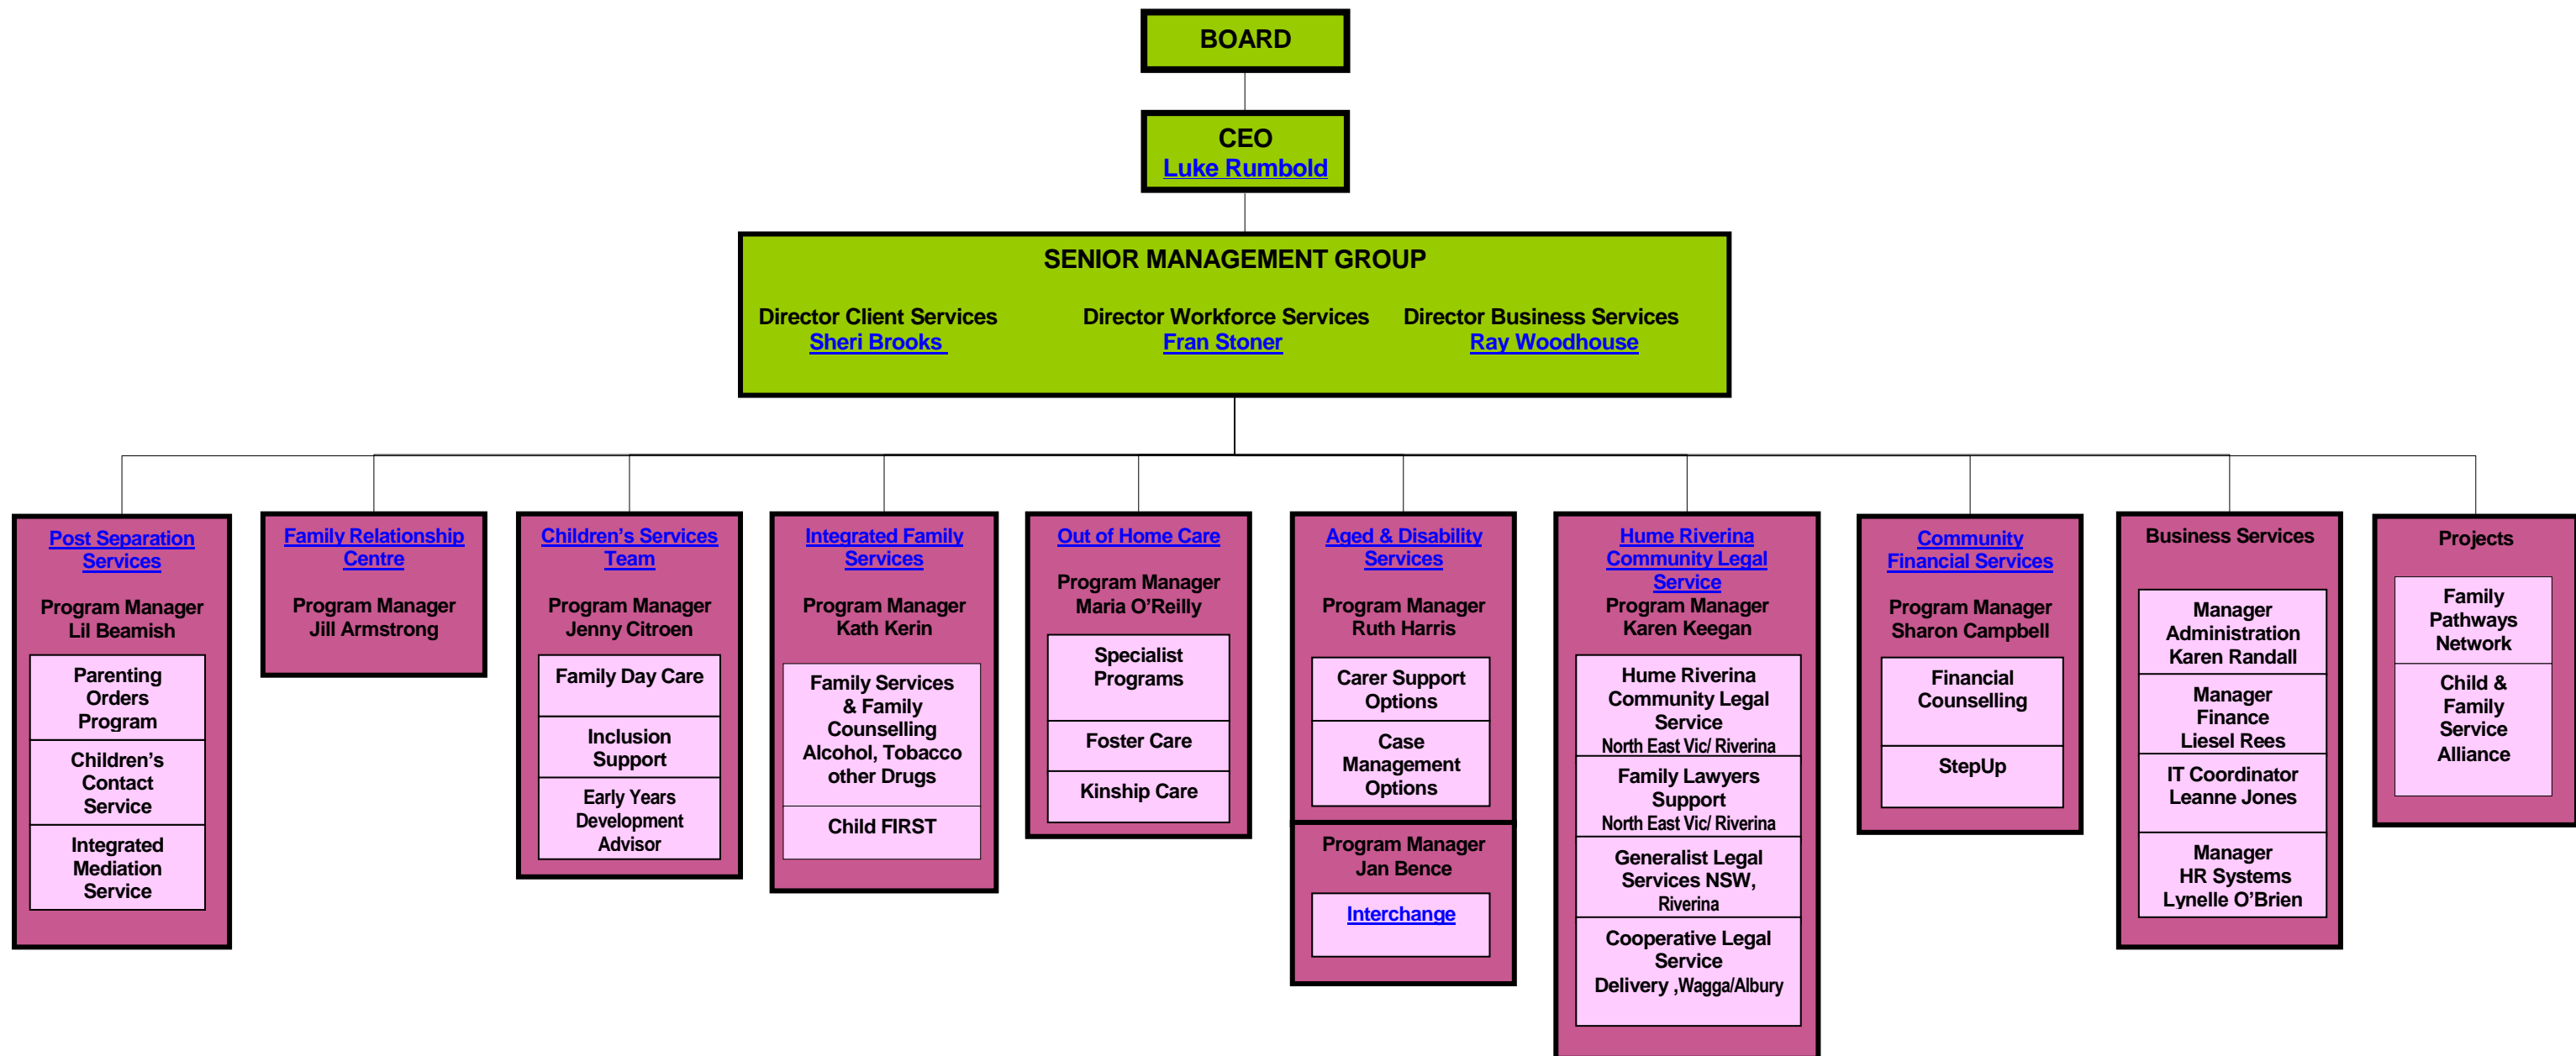 BOARD
CEO
Luke Rumbold
SENIOR MANAGEMENT GROUP
Director Client Services
Sheri Brooks
Director Workforce Services
Fran Stoner
Director Business Services
Ray Woodhouse
Post Separation
Services
Program Manager
Lil Beamish
Parenting
Orders
Program
Children's
Contact
Service
Integrated
Mediation
Service
Family Relationship
Centre
Program Manager
Jill Armstrong
Children's Services
Team
Program Manager
Jenny Citroen
Family Day Care
Inclusion
Support
Early Years
Development
Advisor
Integrated Family
Services
Program Manager
Kath Kerin
Family Services
& Family
Counselling
Alcohol, Tobacco
other Drugs
Child FIRST
Out of Home Care
Program Manager
Maria O'Reilly
Specialist
Programs
Foster Care
Kinship Care
Aged & Disability
Services
Program Manager
Ruth Harris
Carer Support
Options
Case
Management
Options
Program Manager
Jan Bence
Interchange
Hume Riverina
Community Legal
Service
Program Manager
Karen Keegan
Hume Riverina
Community Legal
Service
North East Vic/ Riverina
Family Lawyers
Support
North East Vic/ Riverina
Generalist Legal
Services NSW,
Riverina
Cooperative Legal
Service
Delivery ,Wagga/Albury
Community
Financial Services
Program Manager
Sharon Campbell
Financial
Counselling
StepUp
Business Services
Manager
Administration
Karen Randall
Manager
Finance
Liesel Rees
IT Coordinator
Leanne Jones
Manager
HR Systems
Lynelle O'Brien
Projects
Family
Pathways
Network
Child &
Family
Service
Alliance